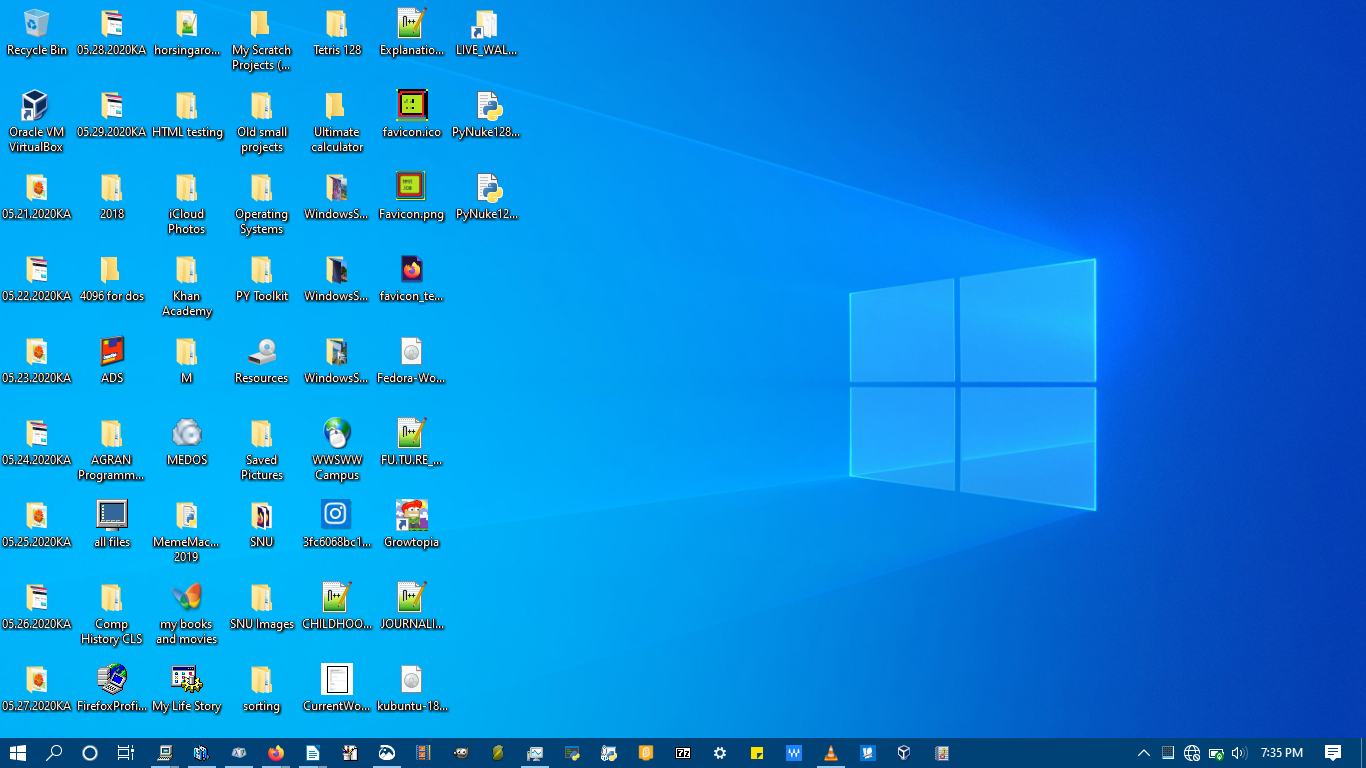 Recycle Bin
05.28.2020KA
horsingaro...
My Scratch
Projects (...
Tetris 128
Explanatio...
LIVE_WAL...
Oracle VM
VirtualBox
05.29.2020KA
HTML testing
Old small
projects
Ultimate
calculator
favicon.ico
PyNuke128...
05.21.2020KA
2018
iCloud
Photos
Operating
Systems
WindowsS...
Favicon.png
PyNuke12...
05.22.2020KA
4096 for dos
Khan
Academy
PY Toolkit
WindowsS...
favicon_te...
05.23.2020KA
ADS
M
Resources
WindowsS...
Fedora-Wo...
05.24.2020KA
AGRAN
Programm...
MEDOS
Saved
Pictures
WWSWW
Campus
FU.TU.RE_...
05.25.2020KA
all files
MemeMac...
2019
SNU
3fc6068bc1...
Growtopia
05.26.2020KA
Comp
History CLS
my books
and movies
SNU Images
CHILDHOO...
JOURNALI...
05.27.2020KA
FirefoxProfi...
My Life Story
sorting
CurrentWo...
kubuntu-18...
7:35 PM